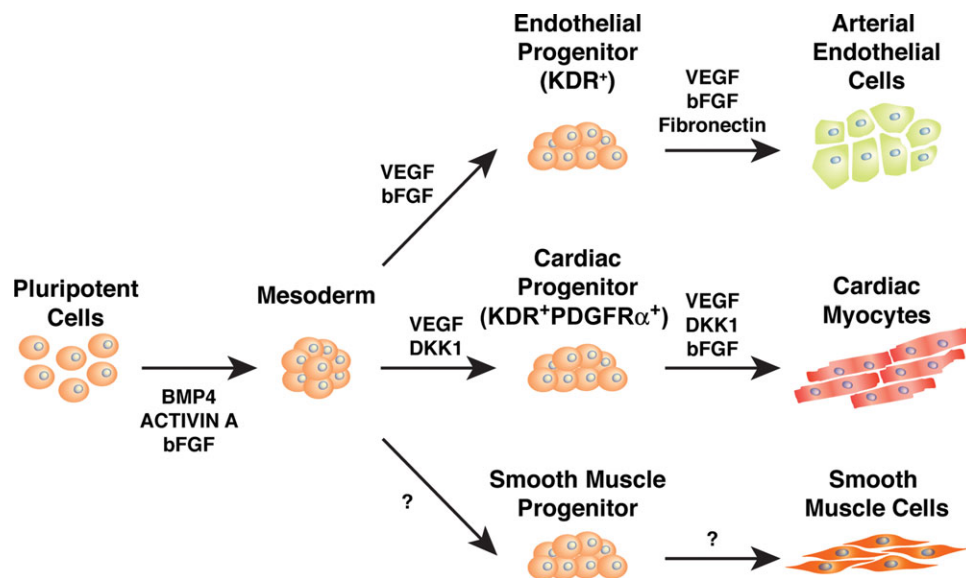 Endothelial
Progenitor
(KDR⁺)
VEGF
bFGF
Fibronectin
Arterial
Endothelial
Cells
VEGF
bFGF
Pluripotent
Cells
BMP4
ACTIVIN A
bFGF
Mesoderm
VEGF
DKK1
Cardiac
Progenitor
(KDR⁺PDGFRα⁺)
VEGF
DKK1
bFGF
Cardiac
Myocytes
?
Smooth Muscle
Progenitor
?
Smooth
Muscle Cells